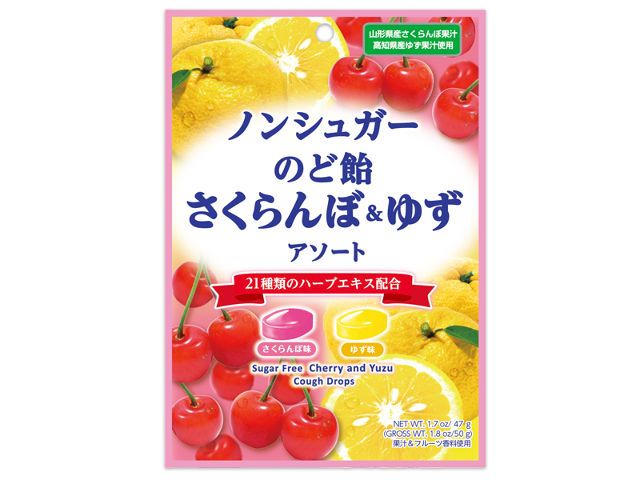 山形県産さくらんぼ果汁
高知県産ゆず果汁使用
ノンシュガー
のど飴
さくらんぼ&ゆず
アソート
21種類のハーブエキス配合
さくらんぼ味
ゆず味
Sugar Free Cherry and Yuzu
Cough Drops
NET WT. 1.7 oz/ 47 g
(GROSS WT. 1.8 oz/50 g)
果汁&フルーツ香料使用